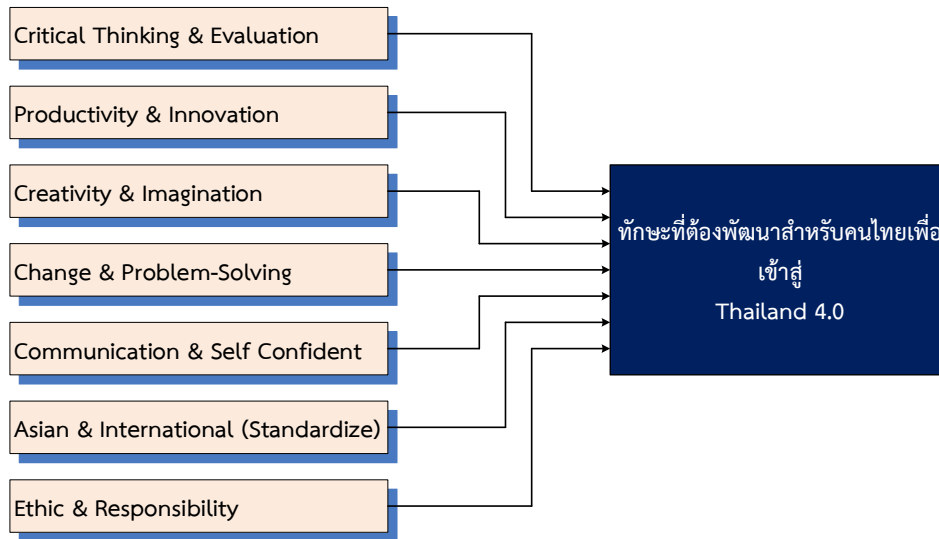 Critical Thinking & Evaluation
Productivity & Innovation
Creativity & Imagination
Change & Problem-Solving
Communication & Self Confident
Asian & International (Standardize)
Ethic & Responsibility
ทักษะที่ต้องพัฒนาสำหรับคนไทยเพื่อ
เข้าสู่
Thailand 4.0